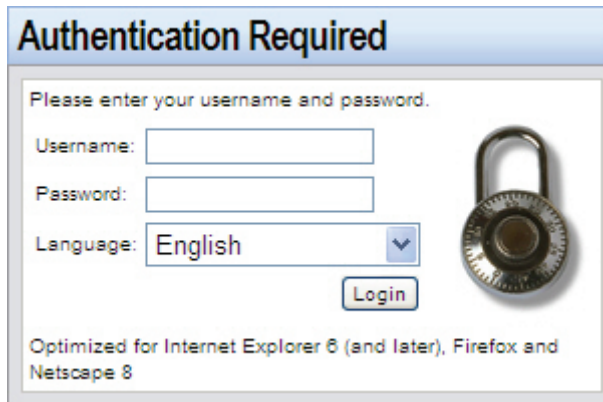 Authentication Required
Please enter your username and password.
Username:
Password:
Language: English
Login
Optimized for Internet Explorer 6 (and later), Firefox and
Netscape 8